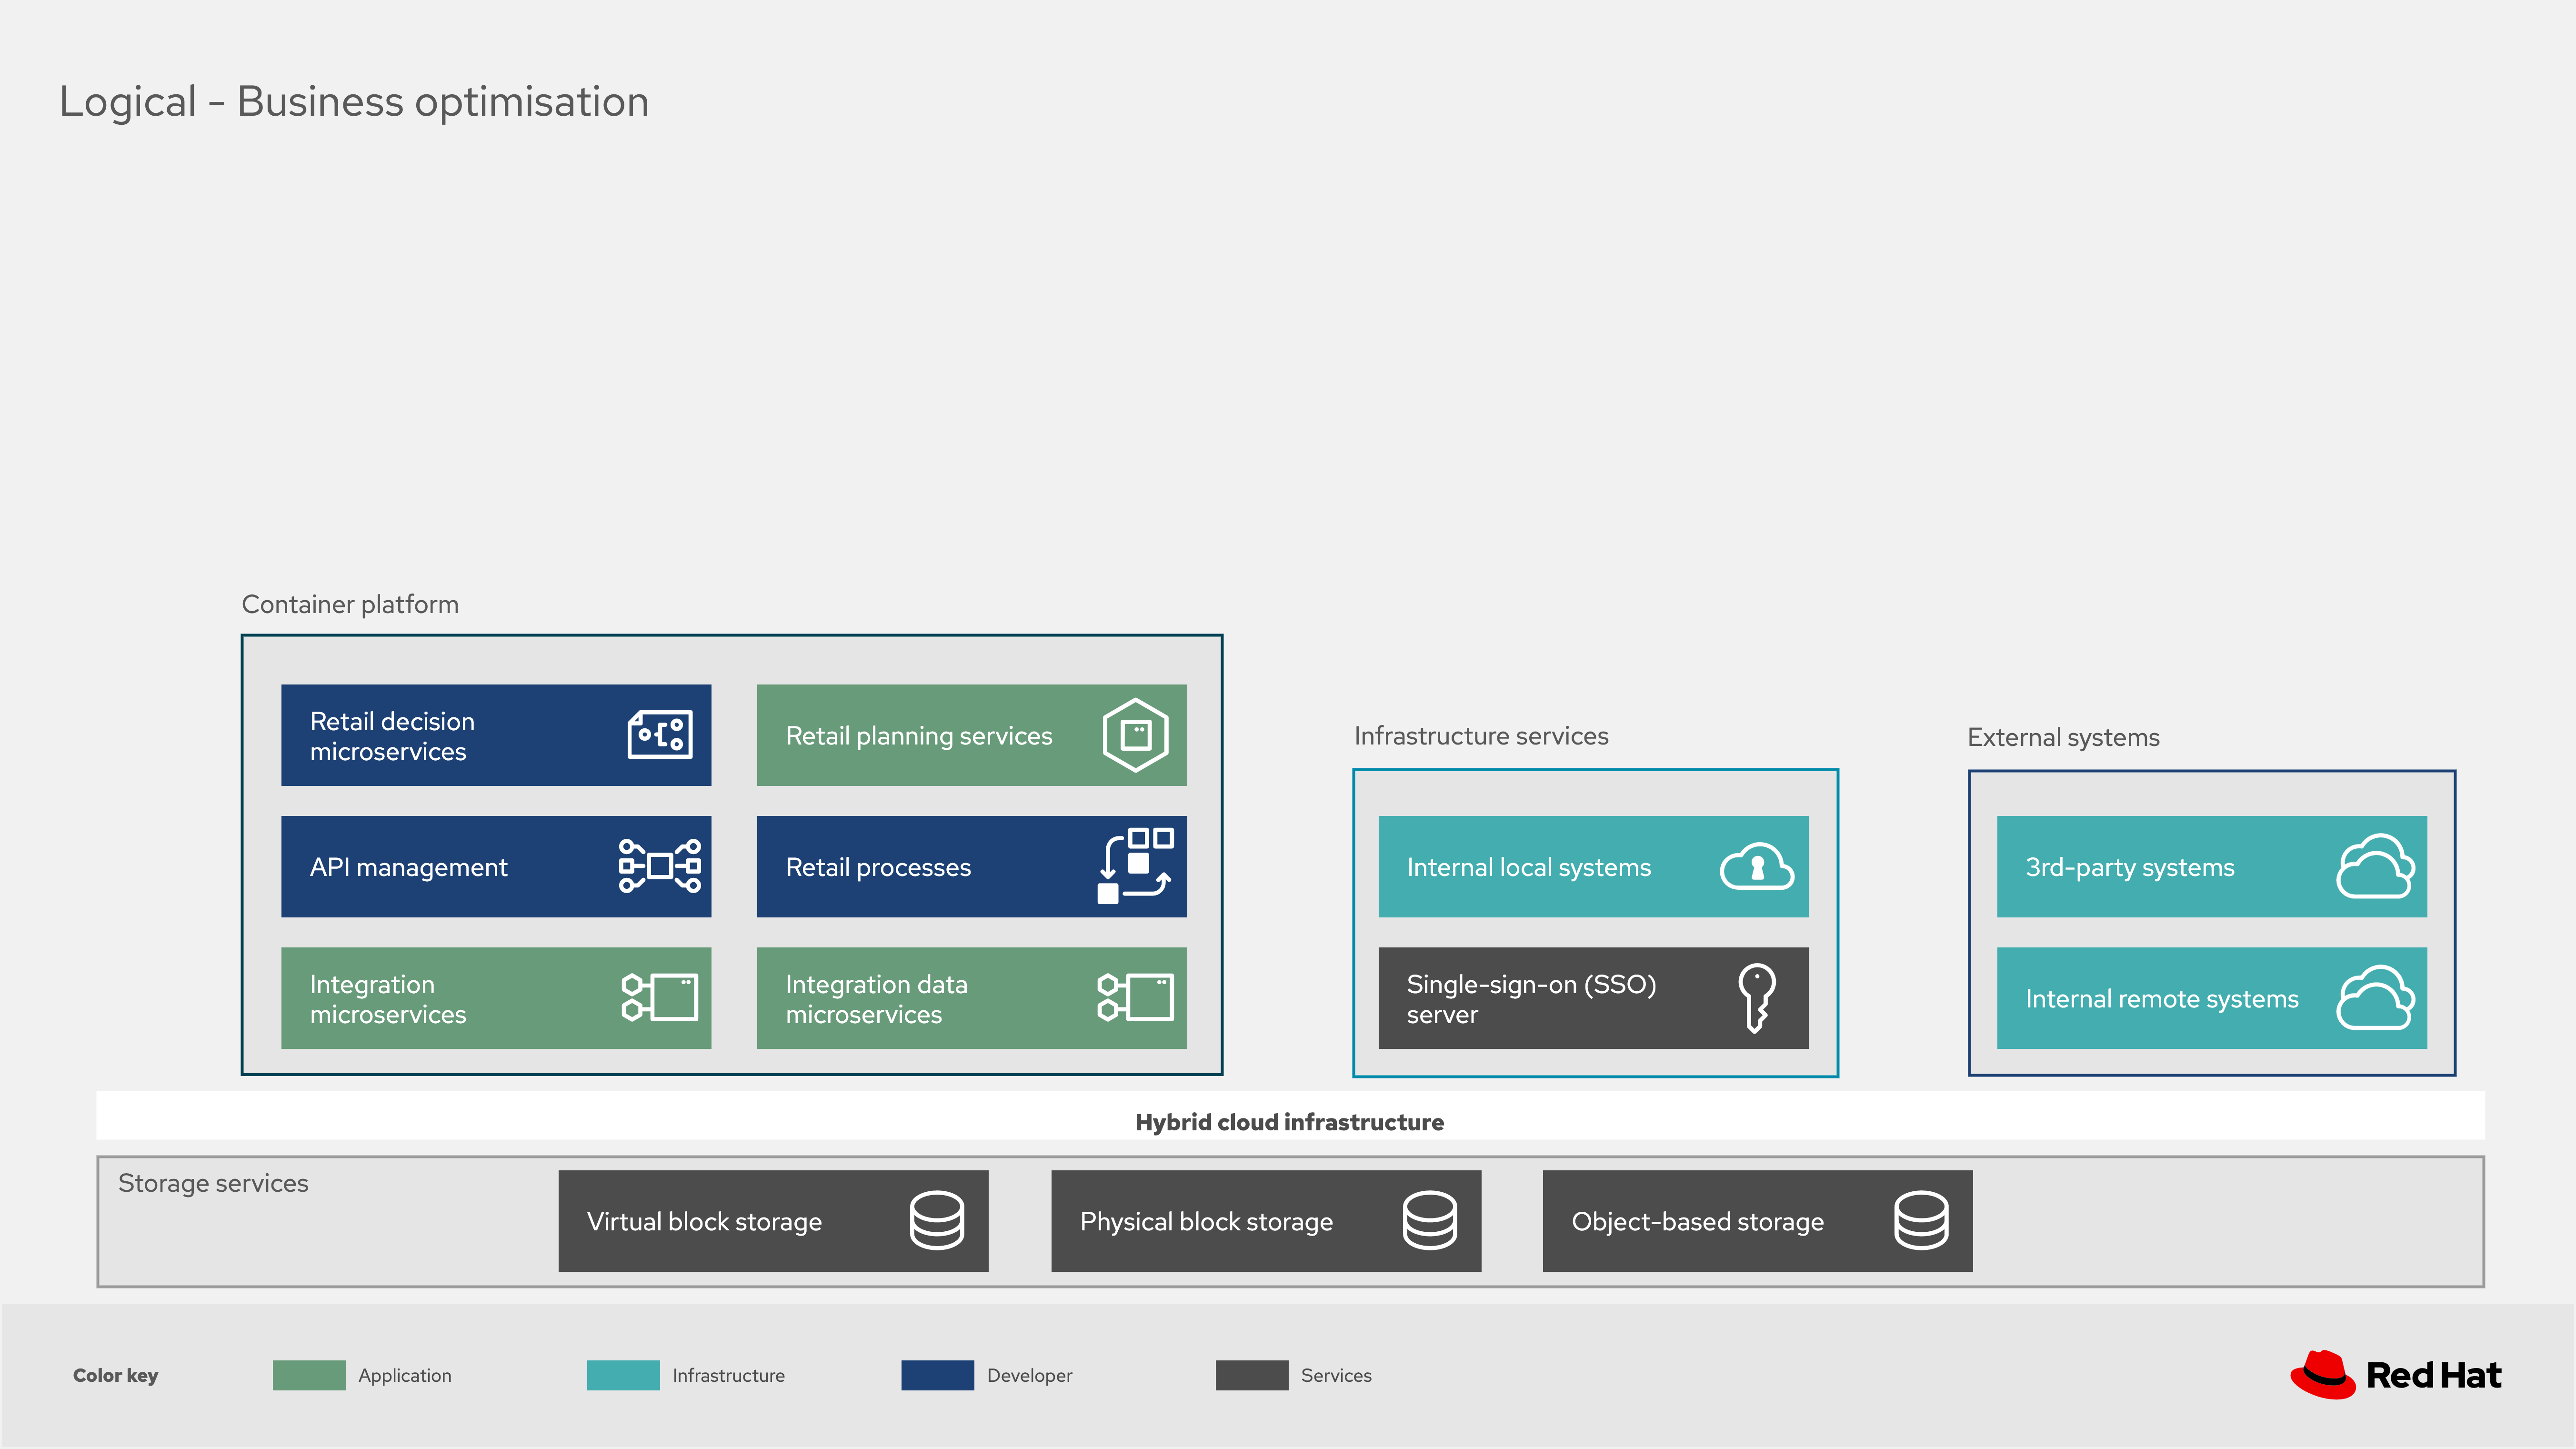 Logical - Business optimisation
Container platform
Retail decision
microservices
Retail planning services
API management
Retail processes
Integration
microservices
Integration data
microservices
Infrastructure services
Internal local systems
Single-sign-on (SSO)
server
External systems
3rd-party systems
Internal remote systems
Hybrid cloud infrastructure
Storage services
Virtual block storage
Physical block storage
Object-based storage
Color key
Application
Infrastructure
Developer
Services
Red Hat